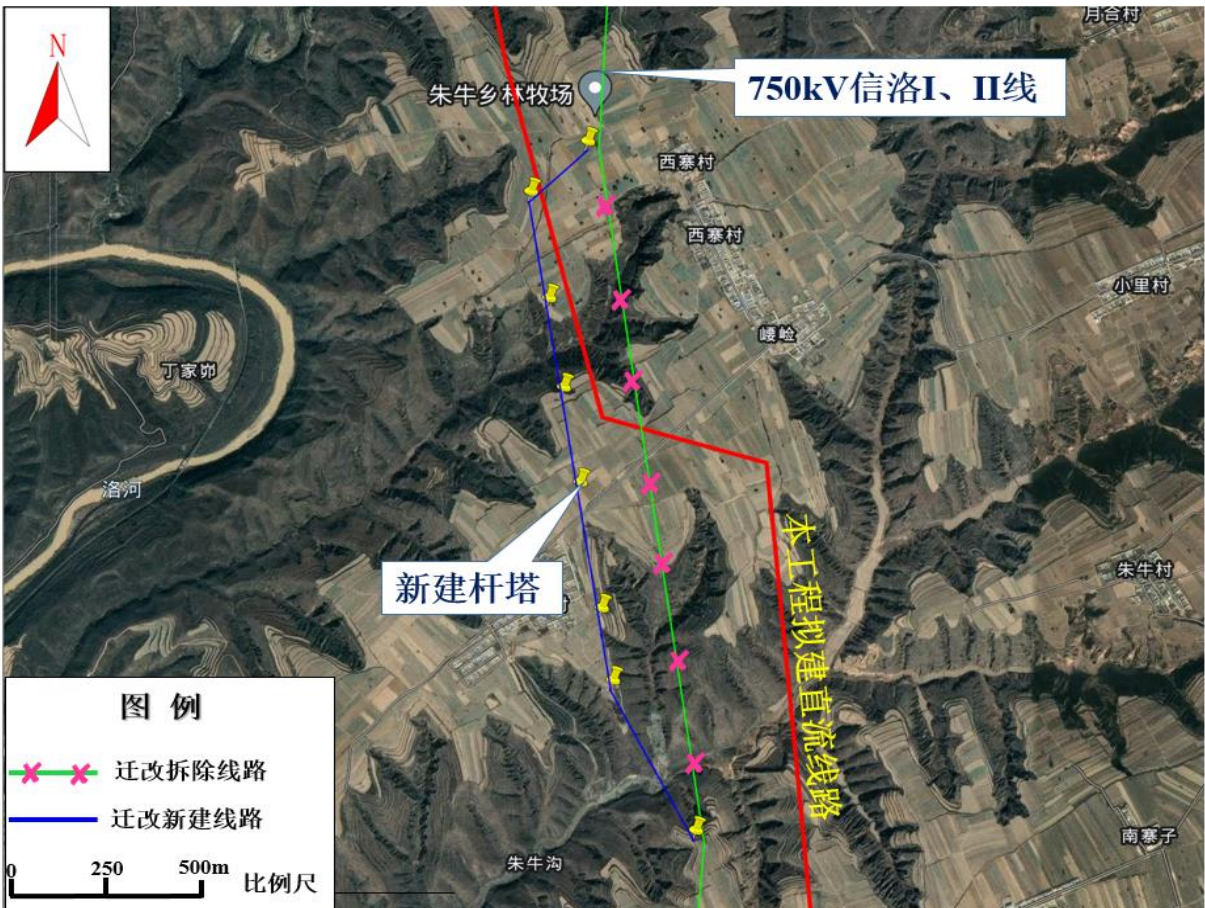 月合村
N
750kV信洛I、II线
朱牛乡林牧场
西寨村
西寨村
小里村
崾崄
丁家峁
洛河
新建杆塔
本工程拟建直流线路
朱牛村
图 例
迁改拆除线路
迁改新建线路
0 250 500m 比例尺
朱牛沟
南寨子